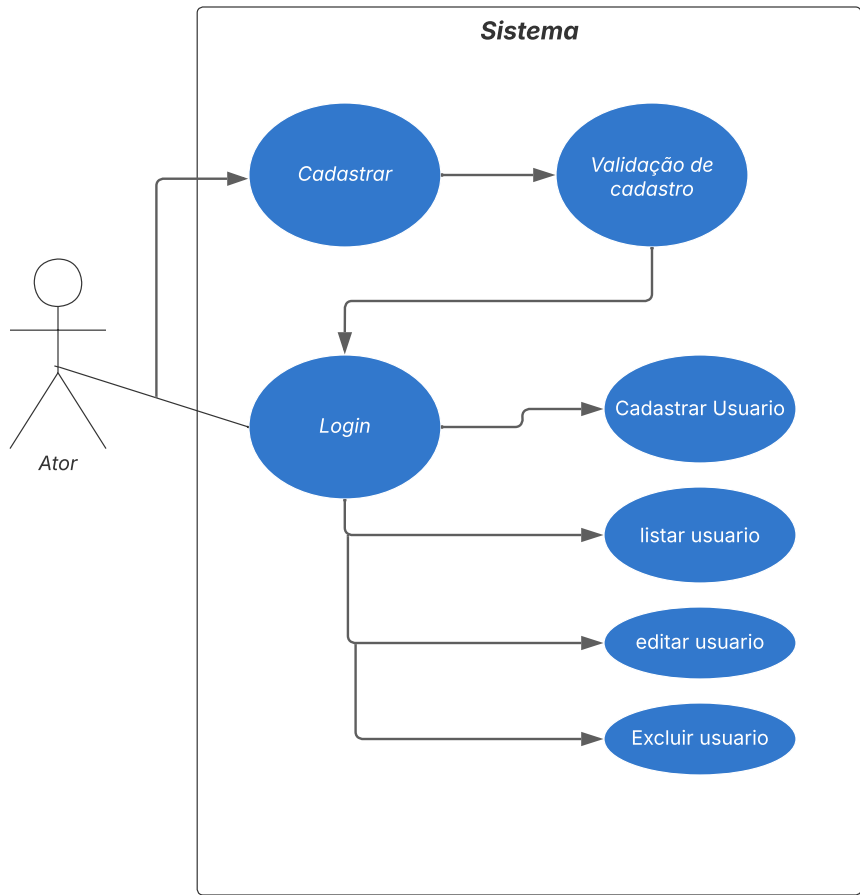 Sistema
Cadastrar
Validação de
cadastro
Ator
Login
Cadastrar Usuario
listar usuario
editar usuario
Excluir usuario